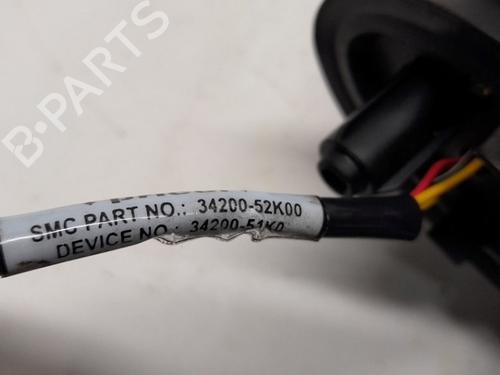 B-PARTS
SMC PART NO.: 34200-52K00
DEVICE NO.: 34200-51K0